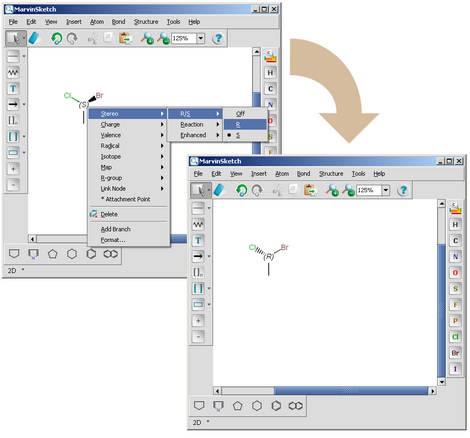 MarvinSketch
File Edit View Insert Atom Bond Structure Tools Help
125%
Cl Br
(S)
Stereo
Charge
Valence
Radical
Isotope
Map
R-group
Link Node
* Attachment Point
Delete
Add Branch
Format...
R/S
Reaction
Enhanced
Off
R
S
T
[ ]n
[ ]
+
-
H
C
N
O
S
F
2D *
MarvinSketch
File Edit View Insert Atom Bond Structure Tools Help
125%
Cl Br
(R)
T
[ ]n
[ ]
+
-
H
C
N
O
S
F
P
Cl
Br
I
2D *